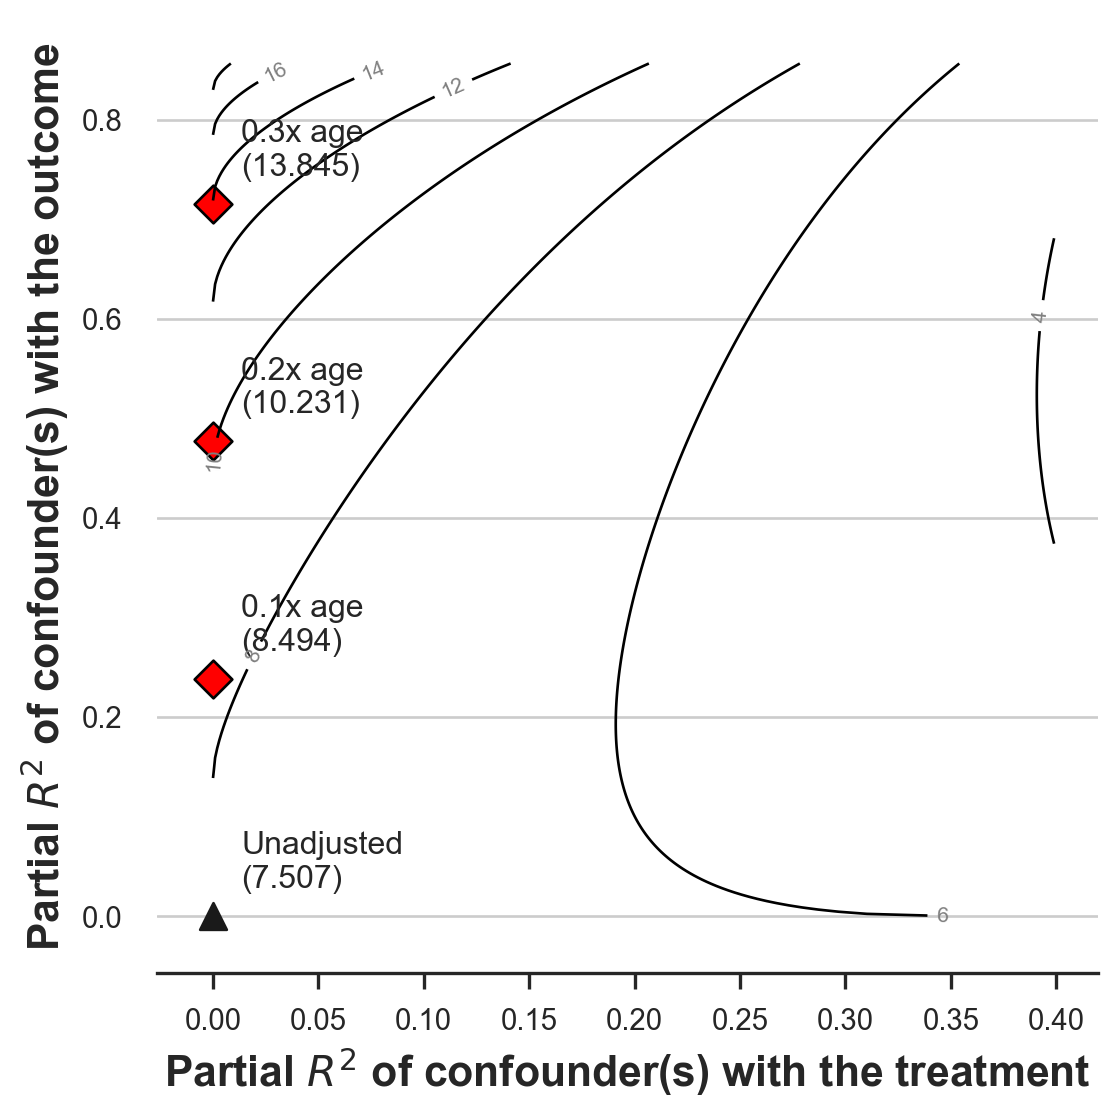 Partial R² of confounder(s) with the outcome
0.8
0.6
0.4
0.2
0.0
16
14
12
0.3x age
(13.845)
0.2x age
(10.231)
10
0.1x age
(8.494)
8
4
Unadjusted
(7.507)
6
0.00 0.05 0.10 0.15 0.20 0.25 0.30 0.35 0.40
Partial R² of confounder(s) with the treatment